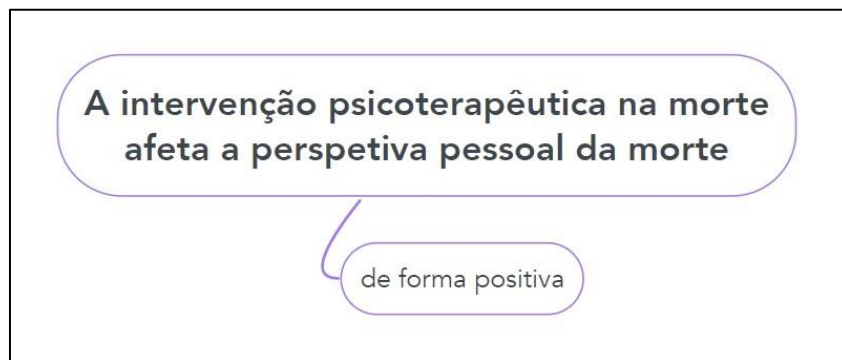 A intervenção psicoterapêutica na morte
afeta a perspetiva pessoal da morte
de forma positiva